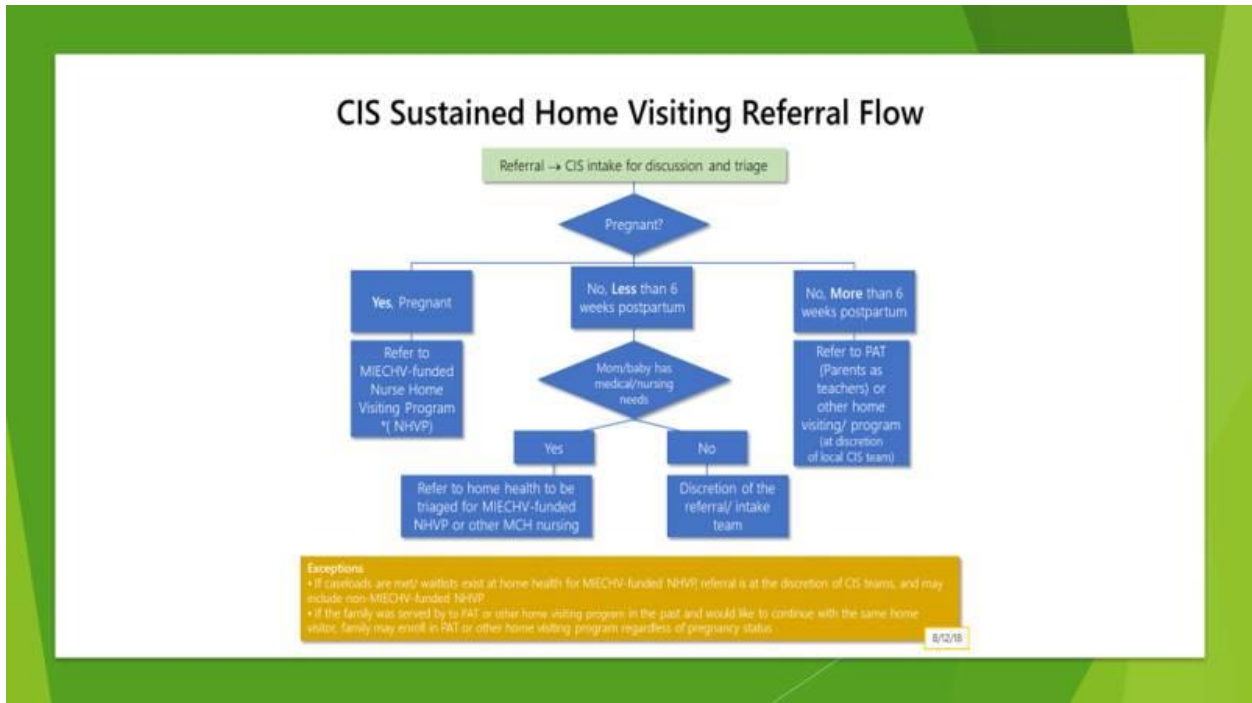 CIS Sustained Home Visiting Referral Flow
Referral → CIS intake for discussion and triage
Pregnant?
Yes, Pregnant
No, Less than 6
weeks postpartum
No, More than 6
weeks postpartum
Refer to
MIECHV-funded
Nurse Home
Visiting Program
*( NHVP)
Mom/baby has
medical/nursing
needs
Refer to PAT
(Parents as
teachers) or
other home
visiting/ program
(at discretion
of local CIS team)
Yes
No
Refer to home health to be
triaged for MIECHV-funded
NHVP or other MCH nursing
Discretion of the
referral/ intake
team
Exceptions
• If caseloads are met/ waitlists exist at home health for MIECHV-funded NHVP, referral is at the discretion of CIS teams, and may
include non-MIECHV-funded NHVP
• If the family was served by to PAT or other home visiting program in the past and would like to continue with the same home
visitor, family may enroll in PAT or other home visiting program regardless of pregnancy status
8/12/18